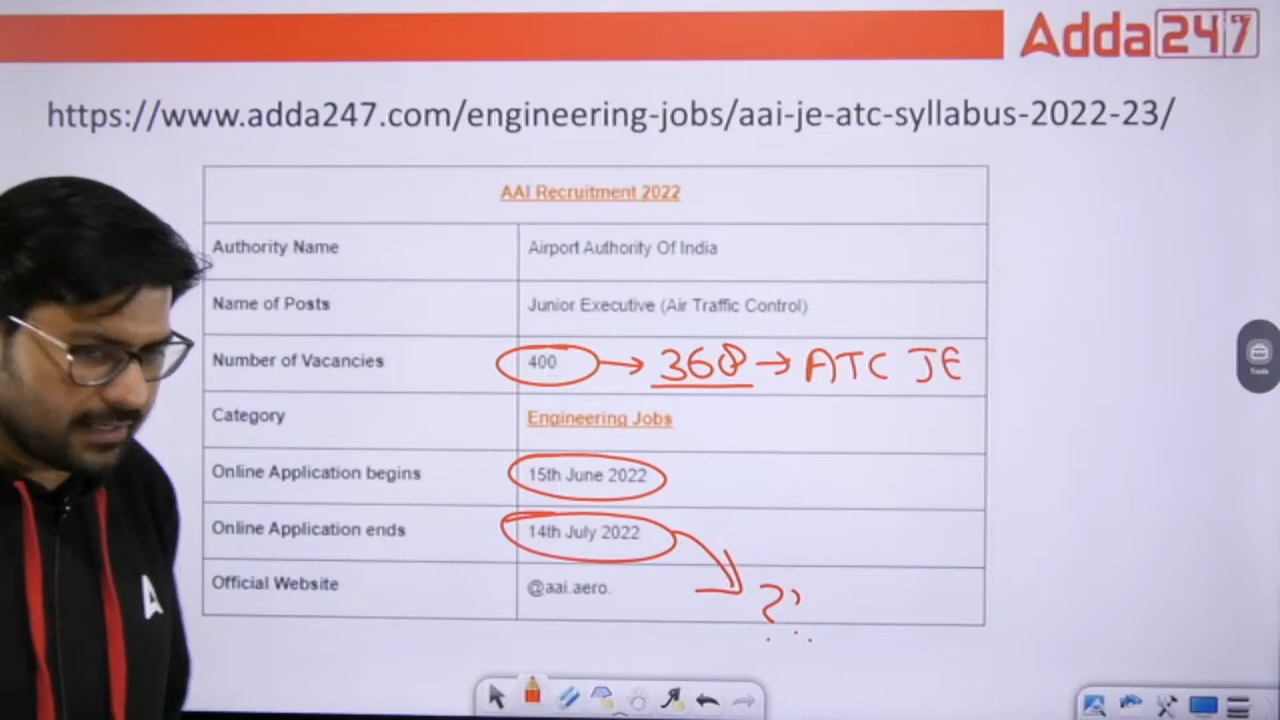 Adda247
https://www.adda247.com/engineering-jobs/aai-je-atc-syllabus-2022-23/
AAI Recruitment 2022
Authority Name Airport Authority Of India
Name of Posts Junior Executive (Air Traffic Control)
Number of Vacancies 400 → 360 → ATC JE
Category Engineering Jobs
Online Application begins 15th June 2022
Online Application ends 14th July 2022
Official Website @aai.aero.
??
Tools